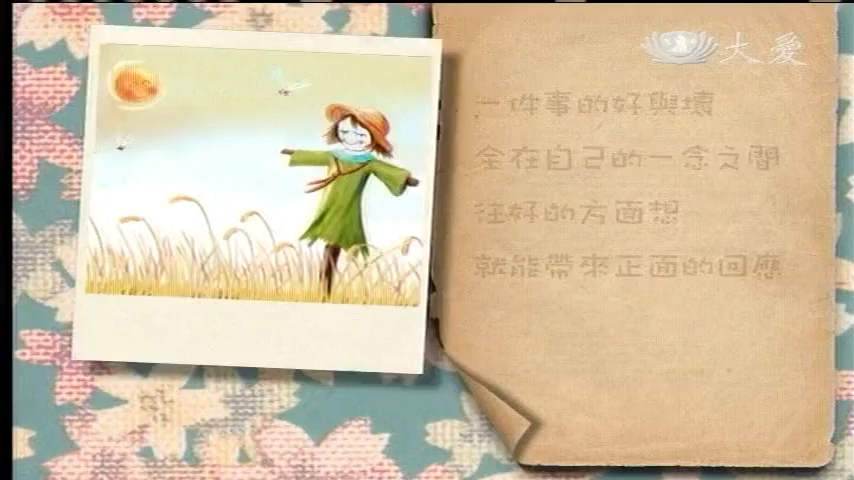 大愛
一件事的好與壞
全在自己的一念之間
往好的方面想
就能帶來正面的回應